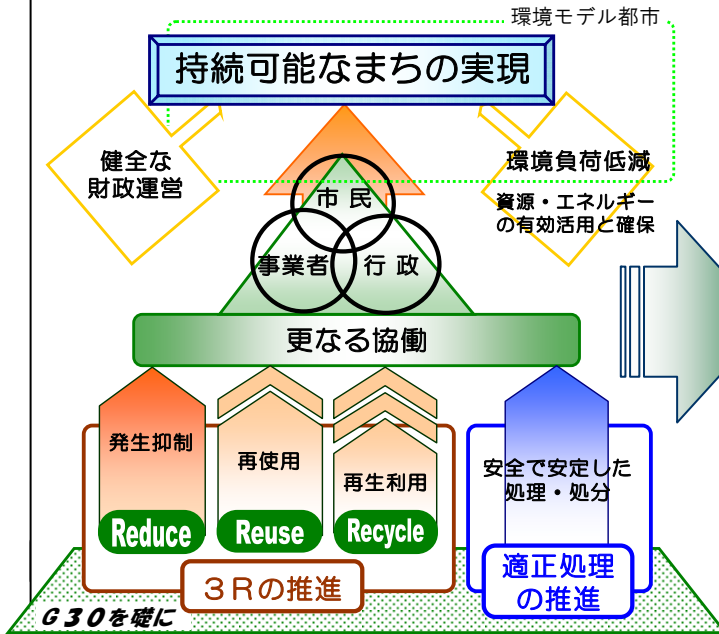 環境モデル都市
持続可能なまちの実現
健全な
財政運営
環境負荷低減
資源・エネルギー
の有効活用と確保
市民
事業者
行政
更なる協働
発生抑制
再使用
再生利用
安全で安定した
処理・処分
Reduce
Reuse
Recycle
3Rの推進
適正処理
の推進
G30を礎に